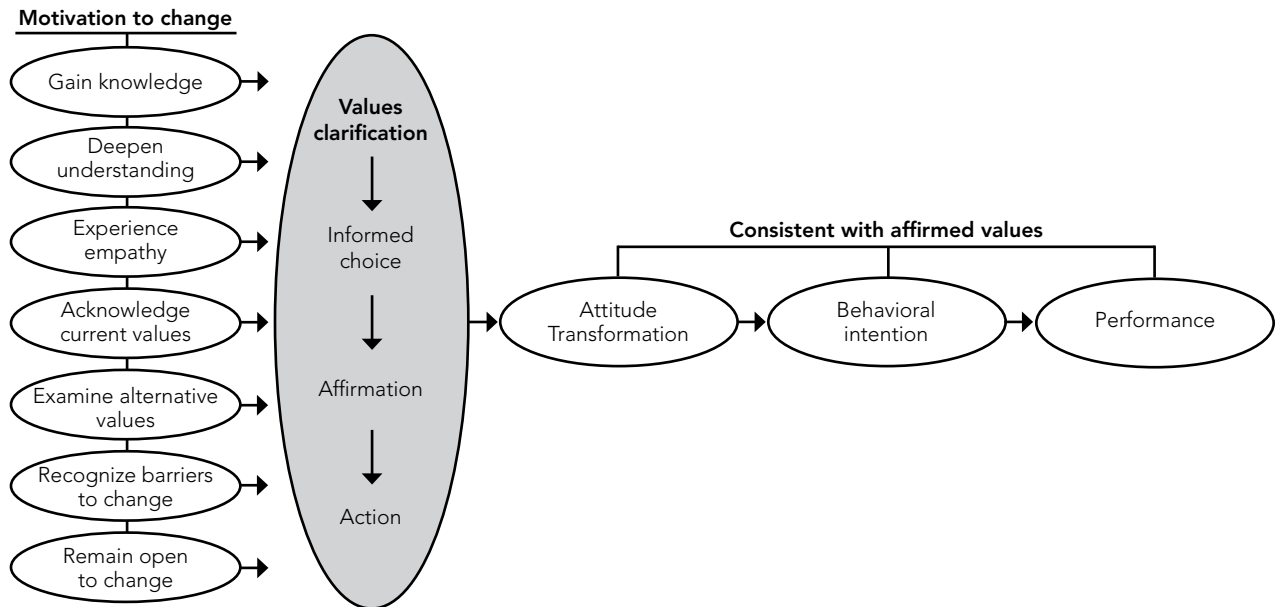 Motivation to change
Gain knowledge
Deepen
understanding
Experience
empathy
Acknowledge
current values
Examine alternative
values
Recognize barriers
to change
Remain open
to change
Values
clarification
Informed
choice
Affirmation
Action
Consistent with affirmed values
Attitude
Transformation
Behavioral
intention
Performance